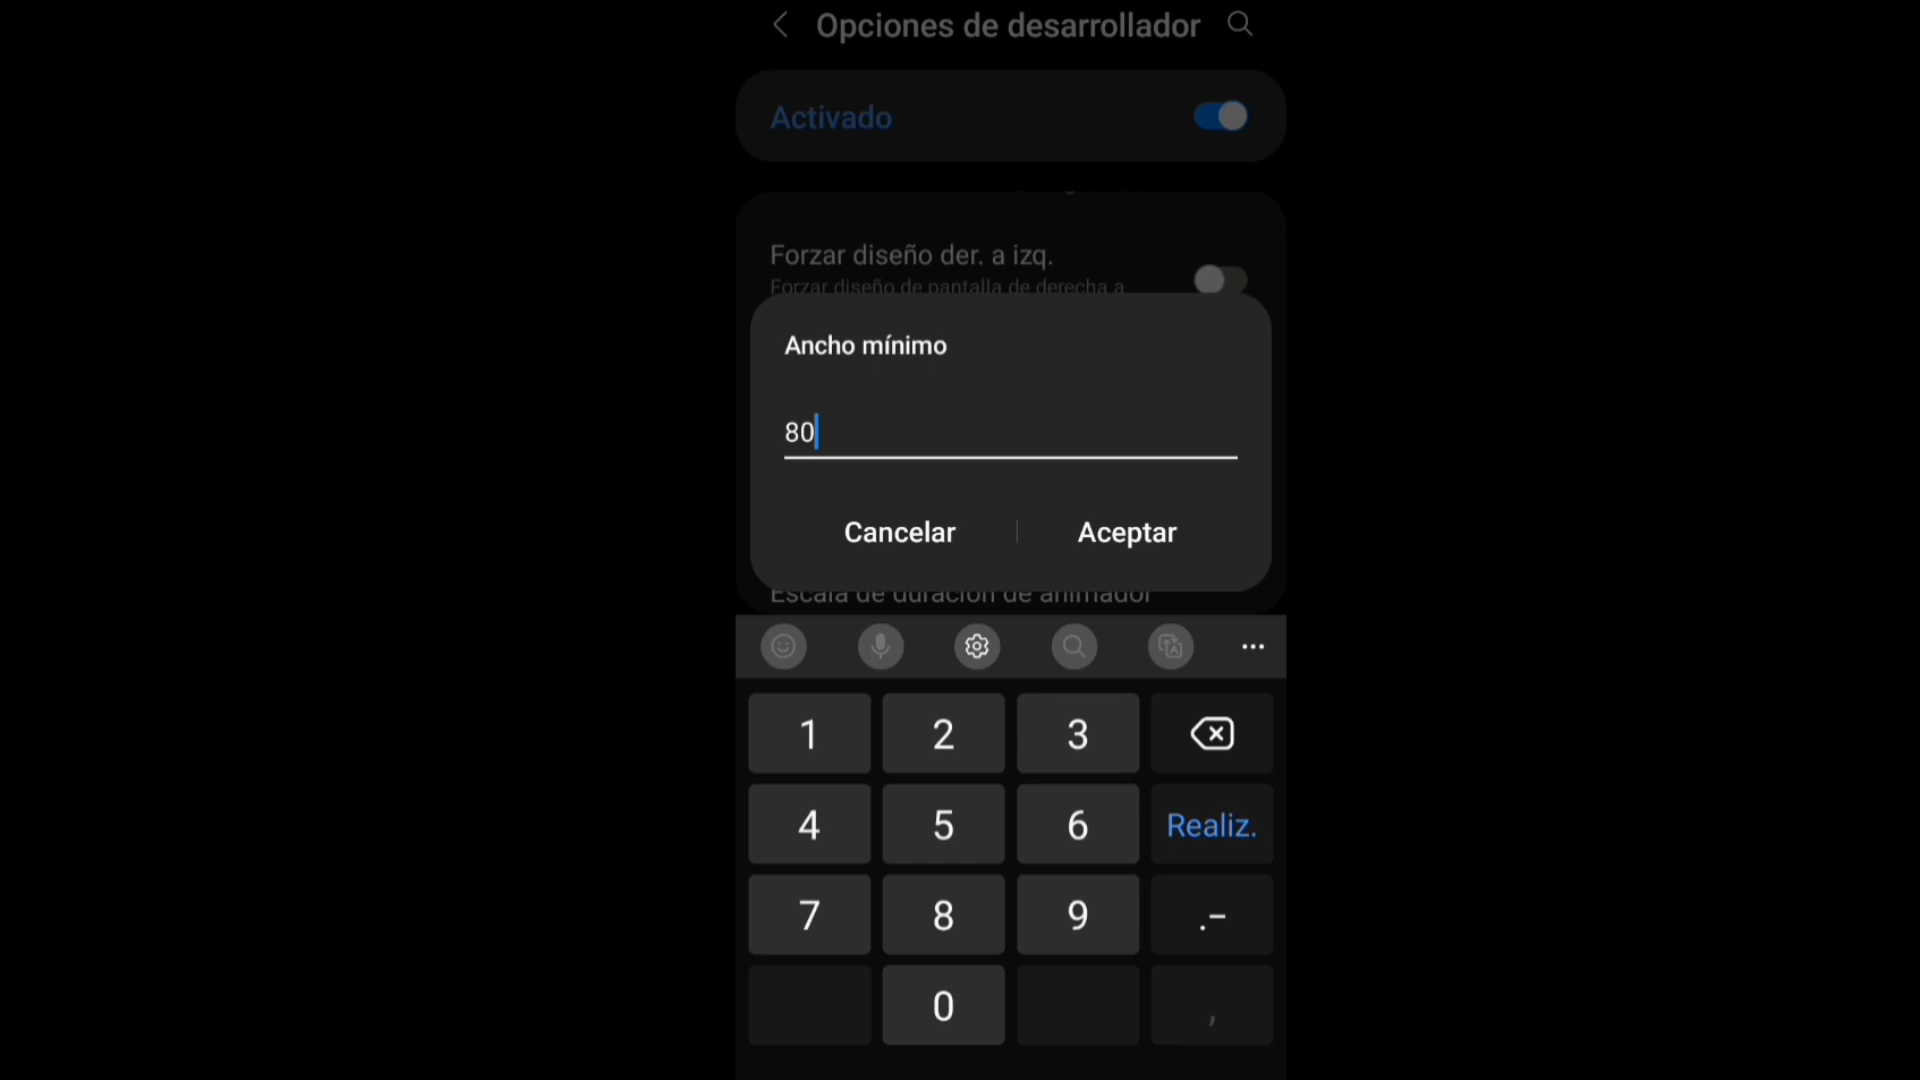 Opciones de desarrollador
Activado
Forzar diseño der. a izq.
Forzar diseño de pantalla de derecha a
Ancho mínimo
80
Cancelar
Aceptar
Escala de duración de animador
1 2 3
4 5 6 Realiz.
7 8 9 .-
0 ,